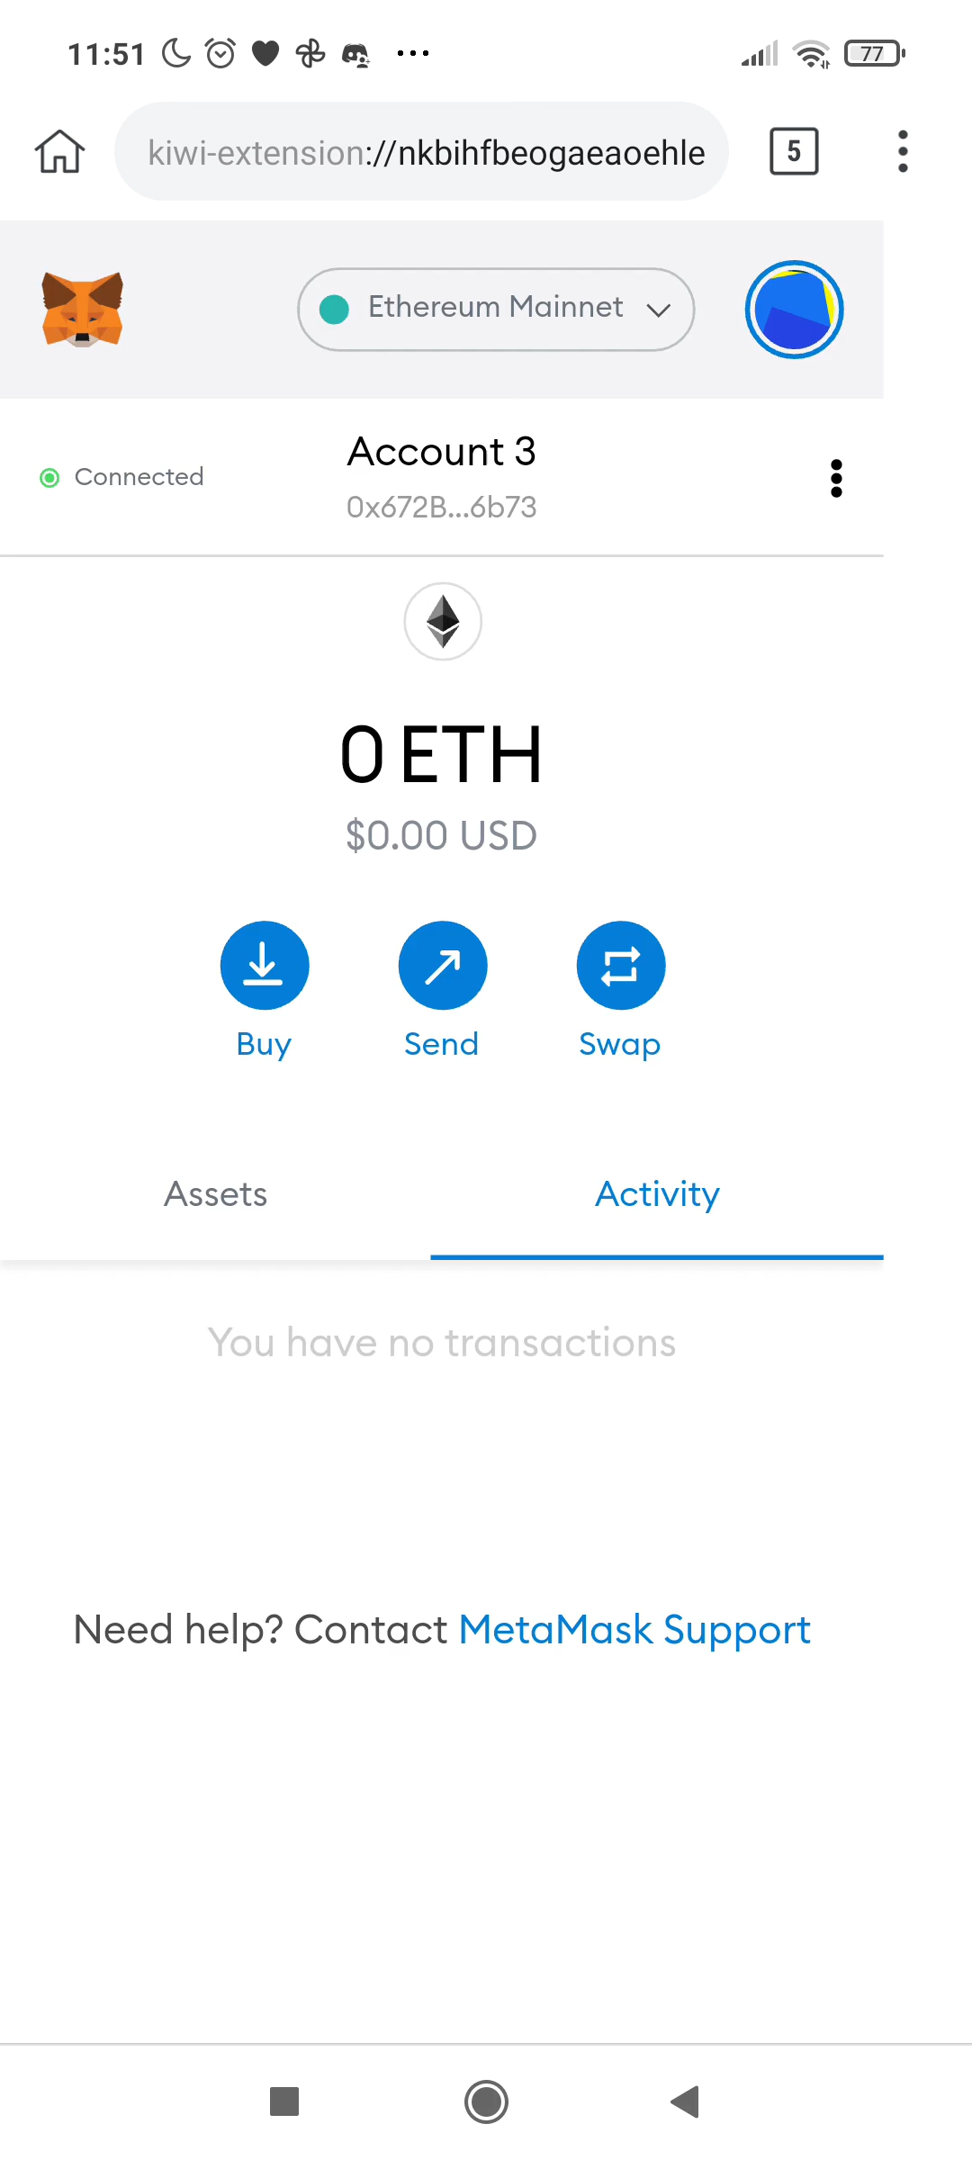 11:51 77
kiwi-extension://nkbihfbeogaeaoehle 5
Ethereum Mainnet
Connected
Account 3
0x672B...6b73
0 ETH
$0.00 USD
Buy Send Swap
Assets Activity
You have no transactions
Need help? Contact MetaMask Support